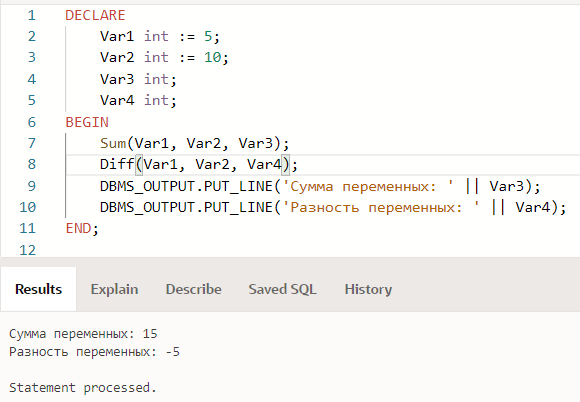 1 DECLARE
2 Var1 int := 5;
3 Var2 int := 10;
4 Var3 int;
5 Var4 int;
6 BEGIN
7 Sum(Var1, Var2, Var3);
8 Diff(Var1, Var2, Var4);
9 DBMS_OUTPUT.PUT_LINE('Сумма переменных: ' || Var3);
10 DBMS_OUTPUT.PUT_LINE('Разность переменных: ' || Var4);
11 END;
12
Results Explain Describe Saved SQL History
Сумма переменных: 15
Разность переменных: -5
Statement processed.